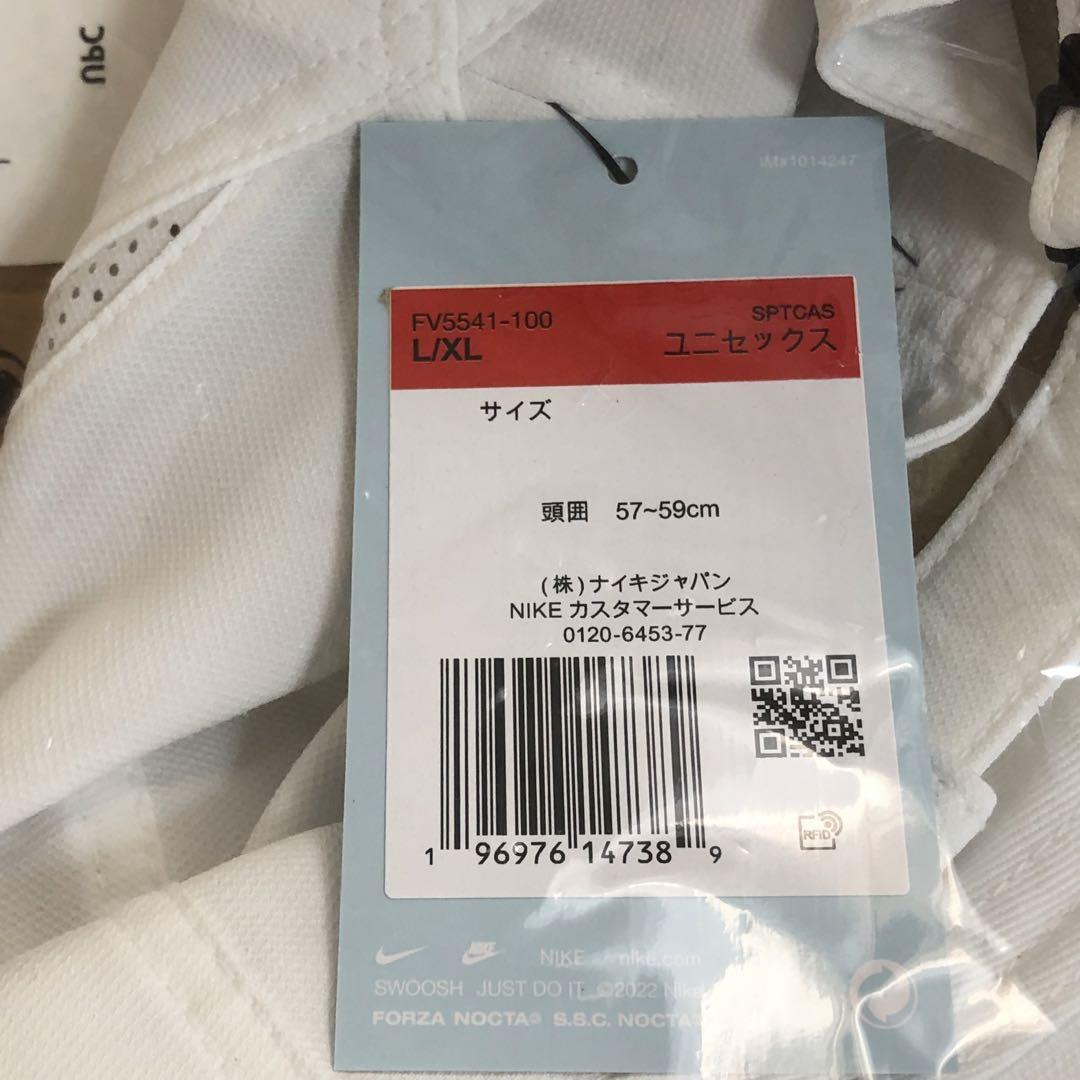 UPC
IM#1014247
FV5541-100
SPTCAS
L/XL
ユニセックス
サイズ
頭囲 57~59cm
(株)ナイキジャパン
NIKE カスタマーサービス
0120-6453-77
1 96976 14738 9
RFID
NIKE nike.com
SWOOSH JUST DO IT ©2022 Nike
FORZA NOCTA® S.S.C. NOCTA